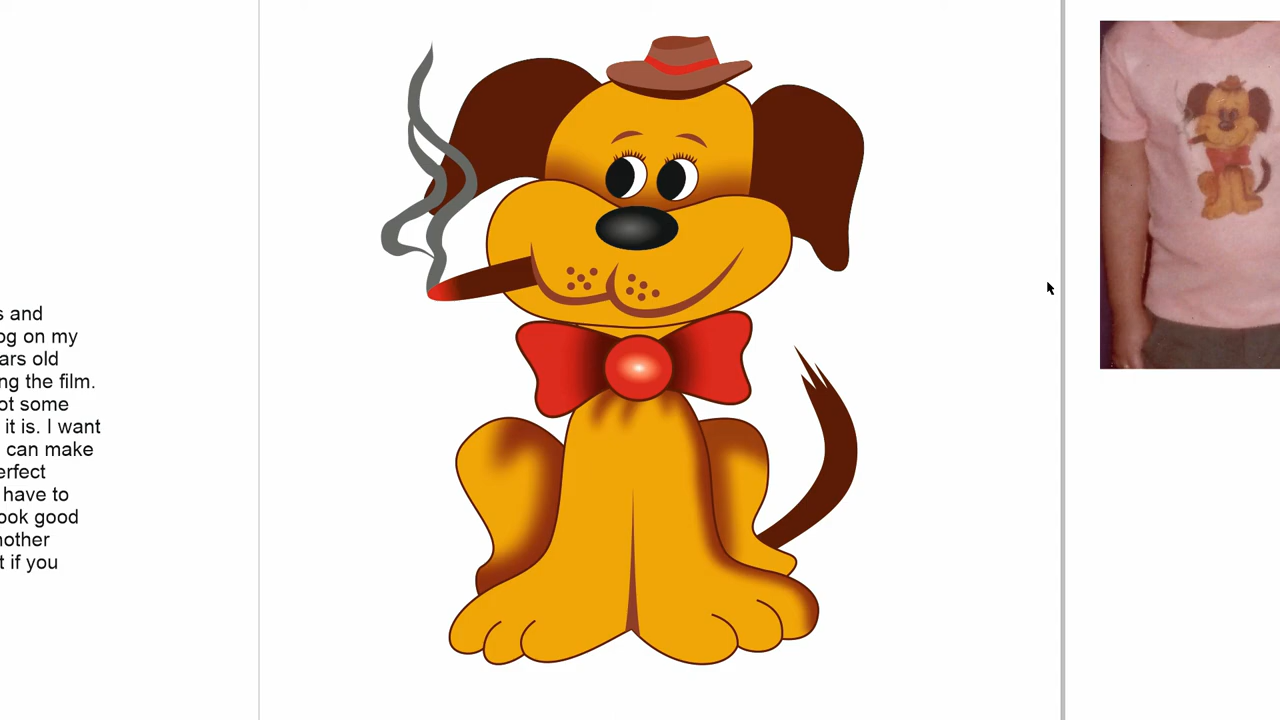 s and
og on my
ars old
ng the film.
ot some
it is. I want
can make
erfect
have to
ook good
nother
t if you